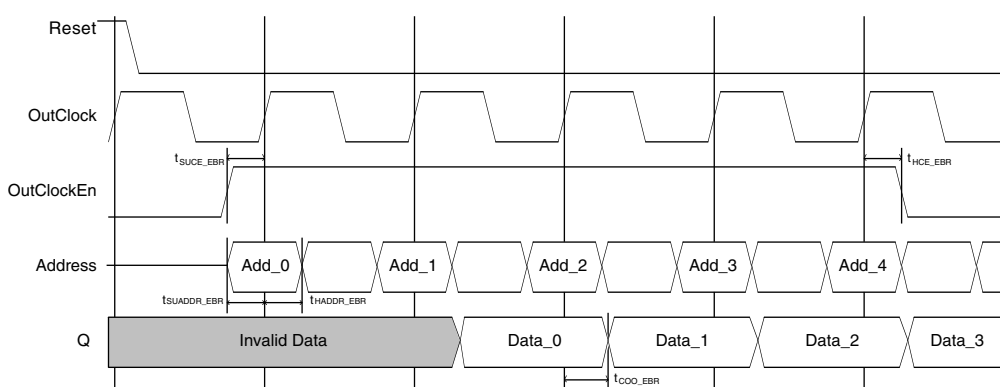 Reset
OutClock
tSUCE_EBR
tHCE_EBR
OutClockEn
Address
Add_0
Add_1
Add_2
Add_3
Add_4
tSUADDR_EBR
tHADDR_EBR
Q
Invalid Data
Data_0
Data_1
Data_2
Data_3
tCOO_EBR